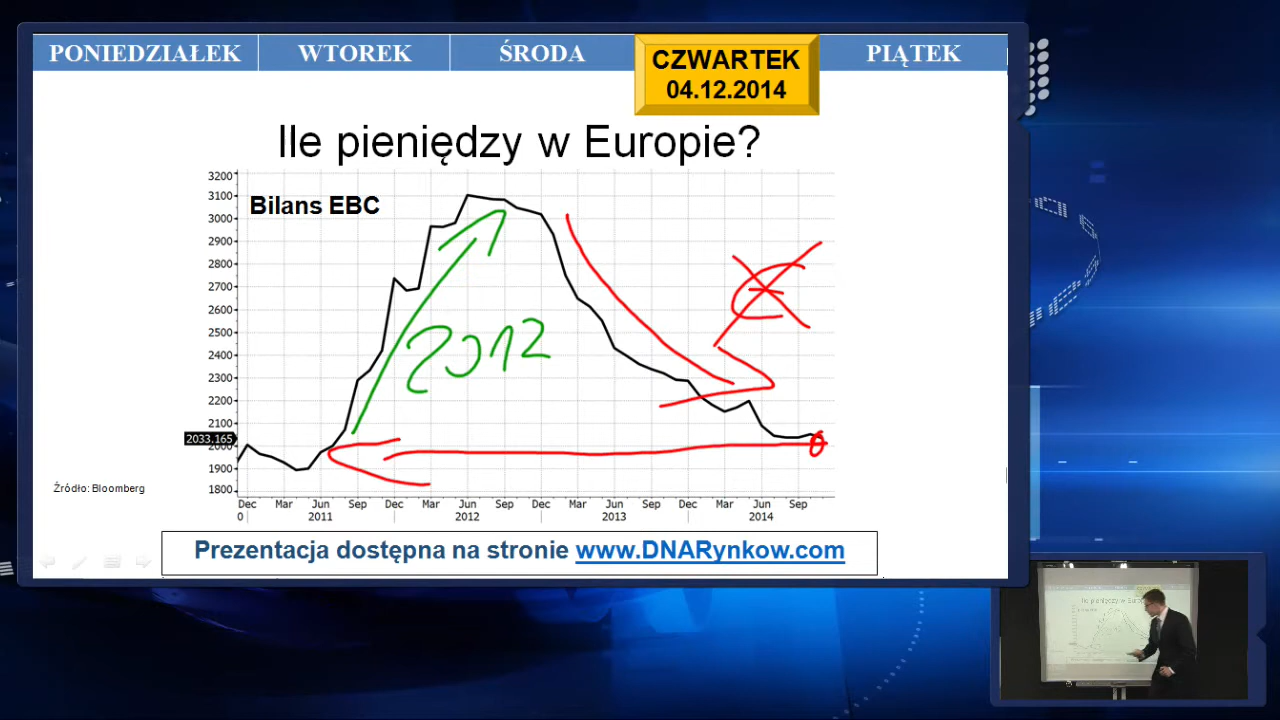 PONIEDZIAŁEK WTOREK ŚRODA CZWARTEK PIĄTEK
04.12.2014
Ile pieniędzy w Europie?
Bilans EBC
3200
3100
3000
2900
2800
2700
2600
2500
2400
2300
2200
2100
2033.165
2000
1900
1800
2012
€
Źródło: Bloomberg
Dec Mar Jun Sep Dec Mar Jun Sep Dec Mar Jun Sep Dec Mar Jun Sep
0 2011 2012 2013 2014
Prezentacja dostępna na stronie www.DNARynkow.com
Ile pieniędzy w Euro